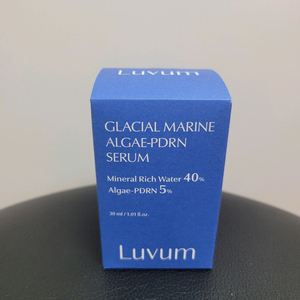 Luvum
GLACIAL MARINE
ALGAE-PDRN
SERUM
Mineral Rich Water 40%
Algae-PDRN 5%
30 ml / 1.01 fl.oz.
Luvum